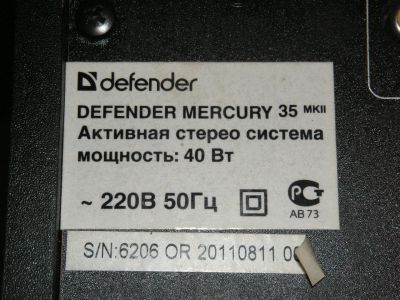 defender
DEFENDER MERCURY 35 MKII
Активная стерео система
мощность: 40 Вт
~ 220В 50Гц
АВ73
S/N:6206 OR 20110811